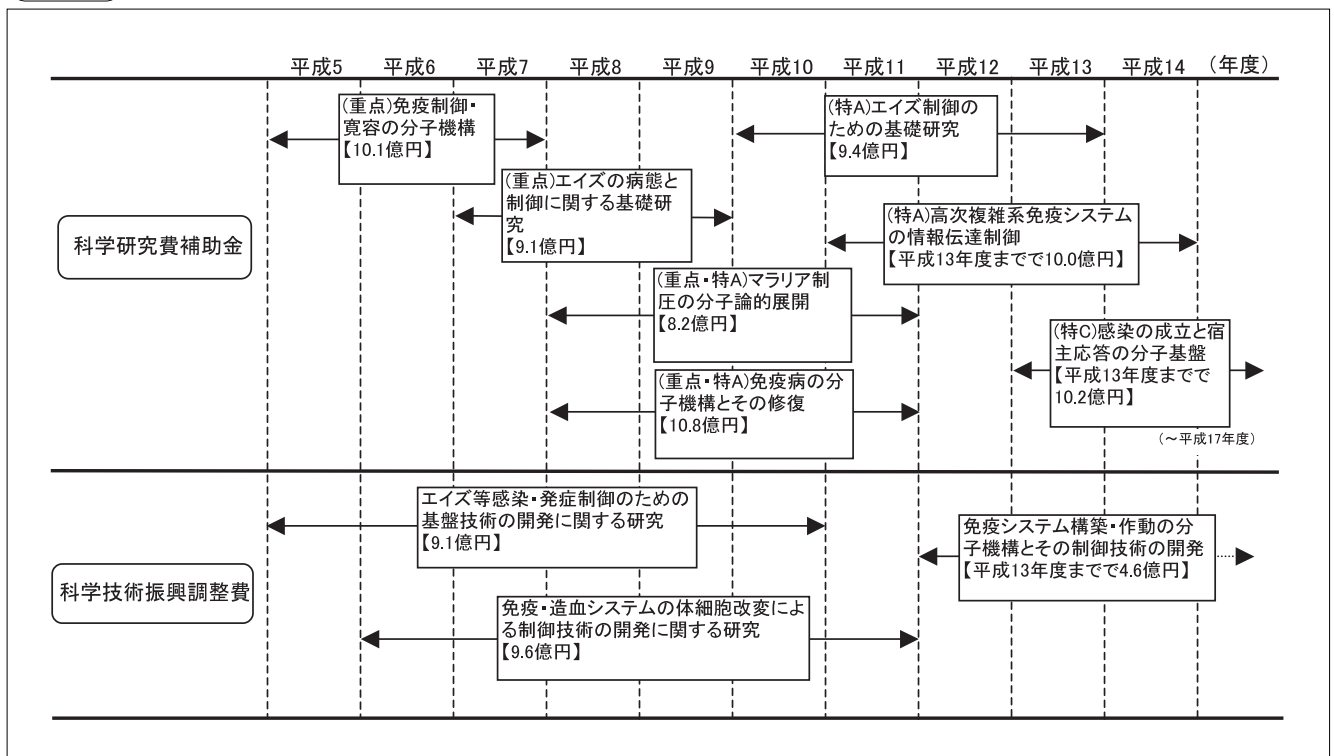 平成5 平成6 平成7 平成8 平成9 平成10 平成11 平成12 平成13 平成14 (年度)
科学研究費補助金
(重点)免疫制御・
寛容の分子機構
【10.1億円】
(特A)エイズ制御の
ための基礎研究
【9.4億円】
(重点)エイズの病態と
制御に関する基礎研
究
【9.1億円】
(特A)高次複雑系免疫システム
の情報伝達制御
【平成13年度までで10.0億円】
(重点・特A)マラリア制
圧の分子論的展開
【8.2億円】
(特C)感染の成立と宿
主応答の分子基盤
【平成13年度までで
10.2億円】
(～平成17年度)
(重点・特A)免疫病の分
子機構とその修復
【10.8億円】
科学技術振興調整費
エイズ等感染・発症制御のための
基盤技術の開発に関する研究
【9.1億円】
免疫システム構築・作動の分
子機構とその制御技術の開発
【平成13年度までで4.6億円】
免疫・造血システムの体細胞改変によ
る制御技術の開発に関する研究
【9.6億円】